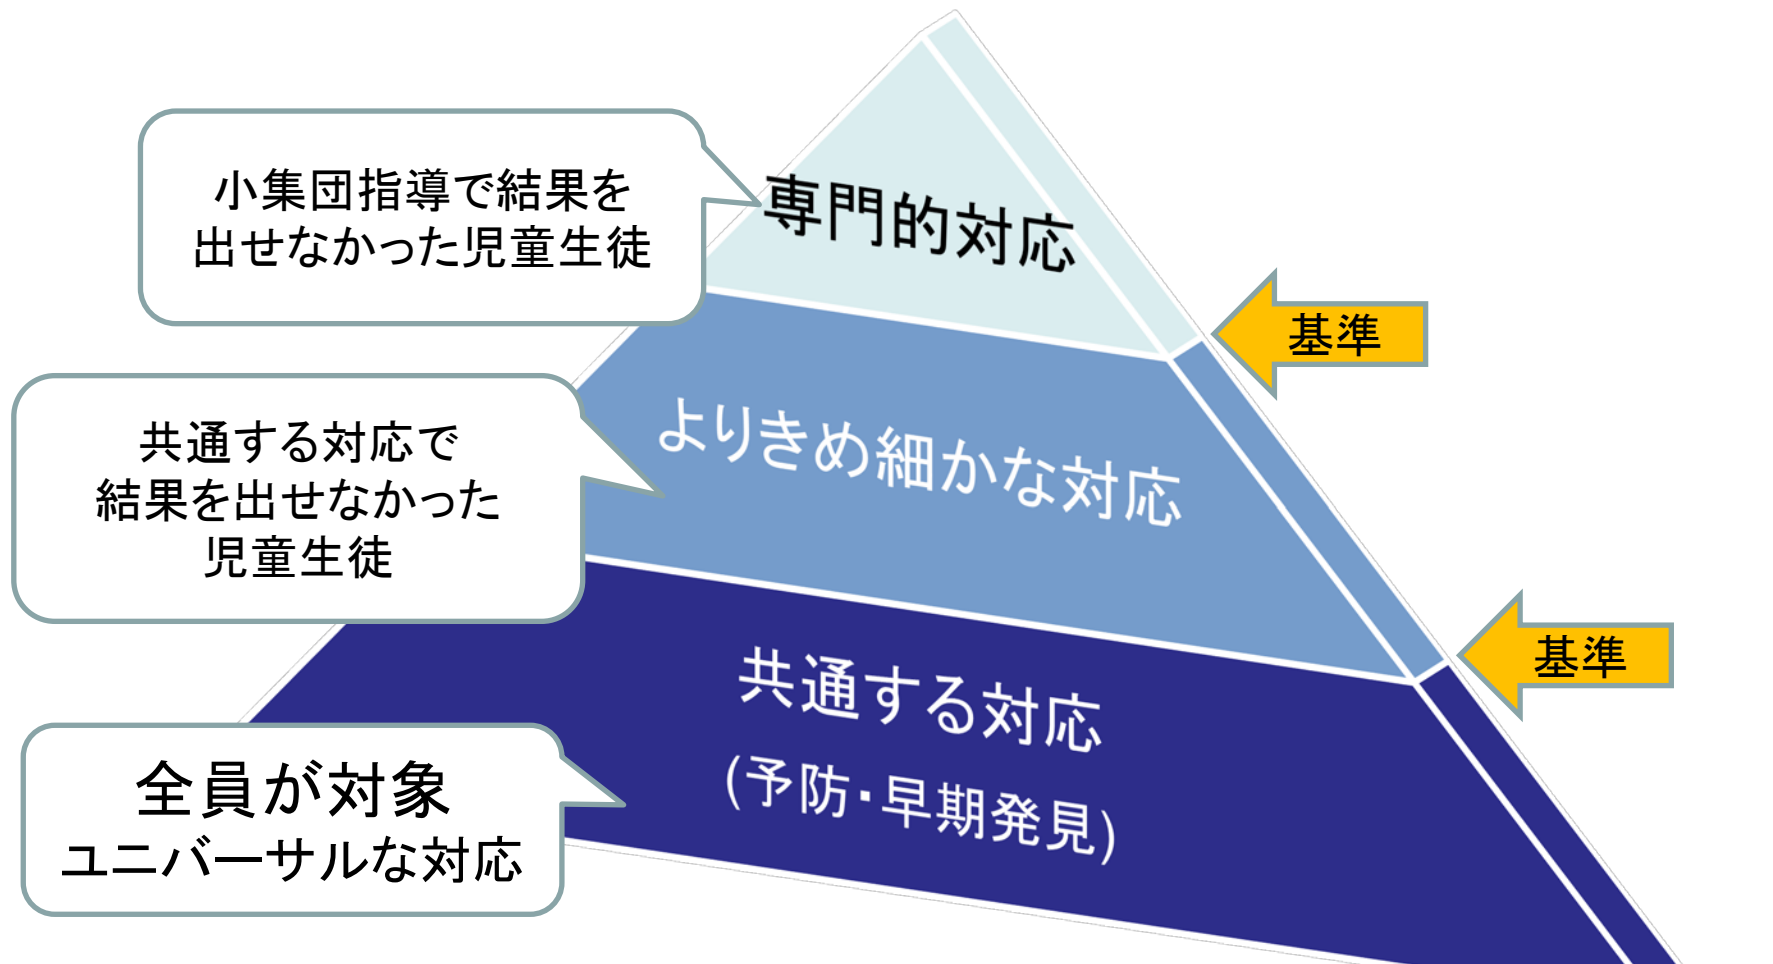 小集団指導で結果を
出せなかった児童生徒
専門的対応
基準
共通する対応で
結果を出せなかった
児童生徒
よりきめ細かな対応
基準
全員が対象
ユニバーサルな対応
共通する対応
(予防・早期発見)